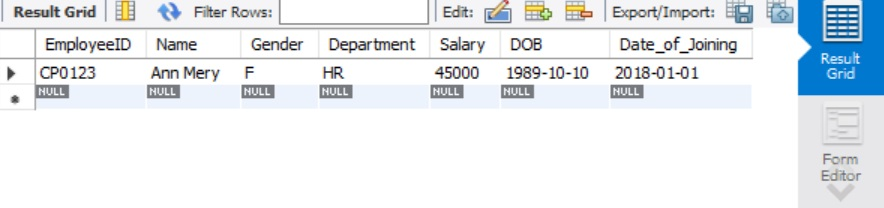 Result Grid Filter Rows: Edit: Export/Import:
EmployeeID Name Gender Department Salary DOB Date_of_Joining
CP0123 Ann Mery F HR 45000 1989-10-10 2018-01-01
NULL NULL NULL NULL NULL NULL NULL
Result
Grid
Form
Editor